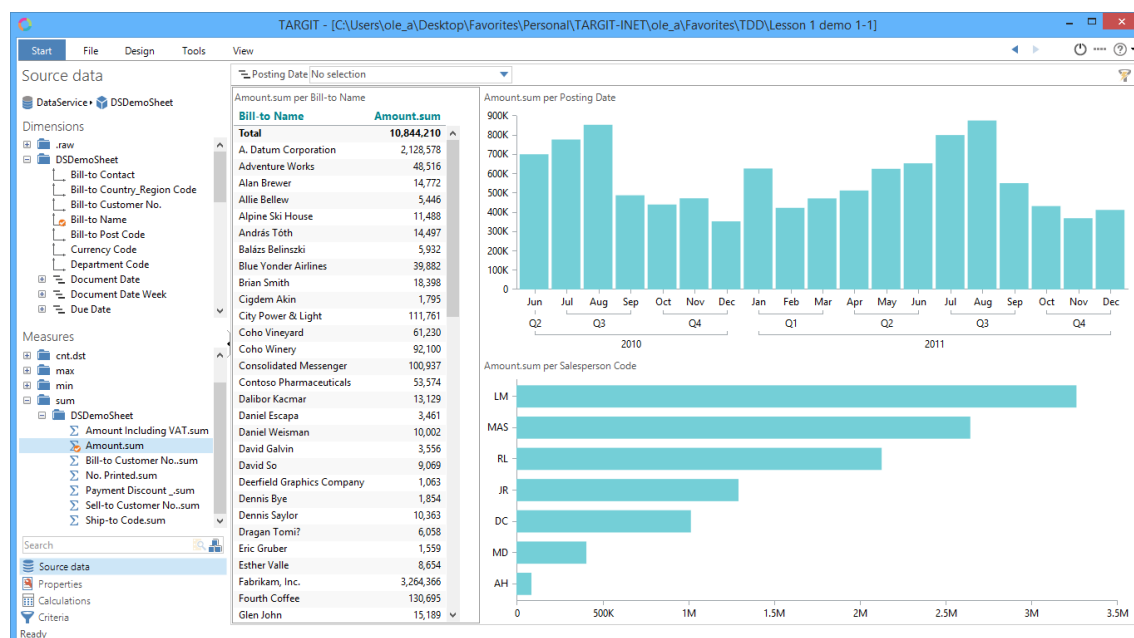 TARGIT - [C:\Users\ole_a\Desktop\Favorites\Personal\TARGIT-INET\ole_a\Favorites\TDD\Lesson 1 demo 1-1]
Start File Design Tools View
Source data
DataService DSDemoSheet
Dimensions
.raw
DSDemoSheet
Bill-to Contact
Bill-to Country_Region Code
Bill-to Customer No.
Bill-to Name
Bill-to Post Code
Currency Code
Department Code
Document Date
Document Date Week
Due Date
Measures
cnt.dst
max
min
sum
DSDemoSheet
Amount Including VAT.sum
Amount.sum
Bill-to Customer No..sum
No. Printed.sum
Payment Discount _.sum
Sell-to Customer No..sum
Ship-to Code.sum
Search
Source data
Properties
Calculations
Criteria
Ready
Posting Date No selection
Amount.sum per Bill-to Name
Bill-to Name Amount.sum
Total 10,844,210
A. Datum Corporation 2,128,578
Adventure Works 48,516
Alan Brewer 14,772
Allie Bellew 5,446
Alpine Ski House 11,488
András Tóth 14,497
Balázs Belinszki 5,932
Blue Yonder Airlines 39,882
Brian Smith 18,398
Cigdem Akin 1,795
City Power & Light 111,761
Coho Vineyard 61,230
Coho Winery 92,100
Consolidated Messenger 100,937
Contoso Pharmaceuticals 53,574
Dalibor Kacmar 13,129
Daniel Escapa 3,461
Daniel Weisman 10,002
David Galvin 3,556
David So 9,069
Deerfield Graphics Company 1,063
Dennis Bye 1,854
Dennis Saylor 10,363
Dragan Tomi? 6,058
Eric Gruber 1,559
Esther Valle 8,654
Fabrikam, Inc. 3,264,366
Fourth Coffee 130,695
Glen John 15,189
Amount.sum per Posting Date
900K
800K
700K
600K
500K
400K
300K
200K
100K
0
Jun Jul Aug Sep Oct Nov Dec Jan Feb Mar Apr May Jun Jul Aug Sep Oct Nov Dec
Q2 Q3 Q4 Q1 Q2 Q3 Q4
2010 2011
Amount.sum per Salesperson Code
LM
MAS
RL
JR
DC
MD
AH
0 500K 1M 1.5M 2M 2.5M 3M 3.5M